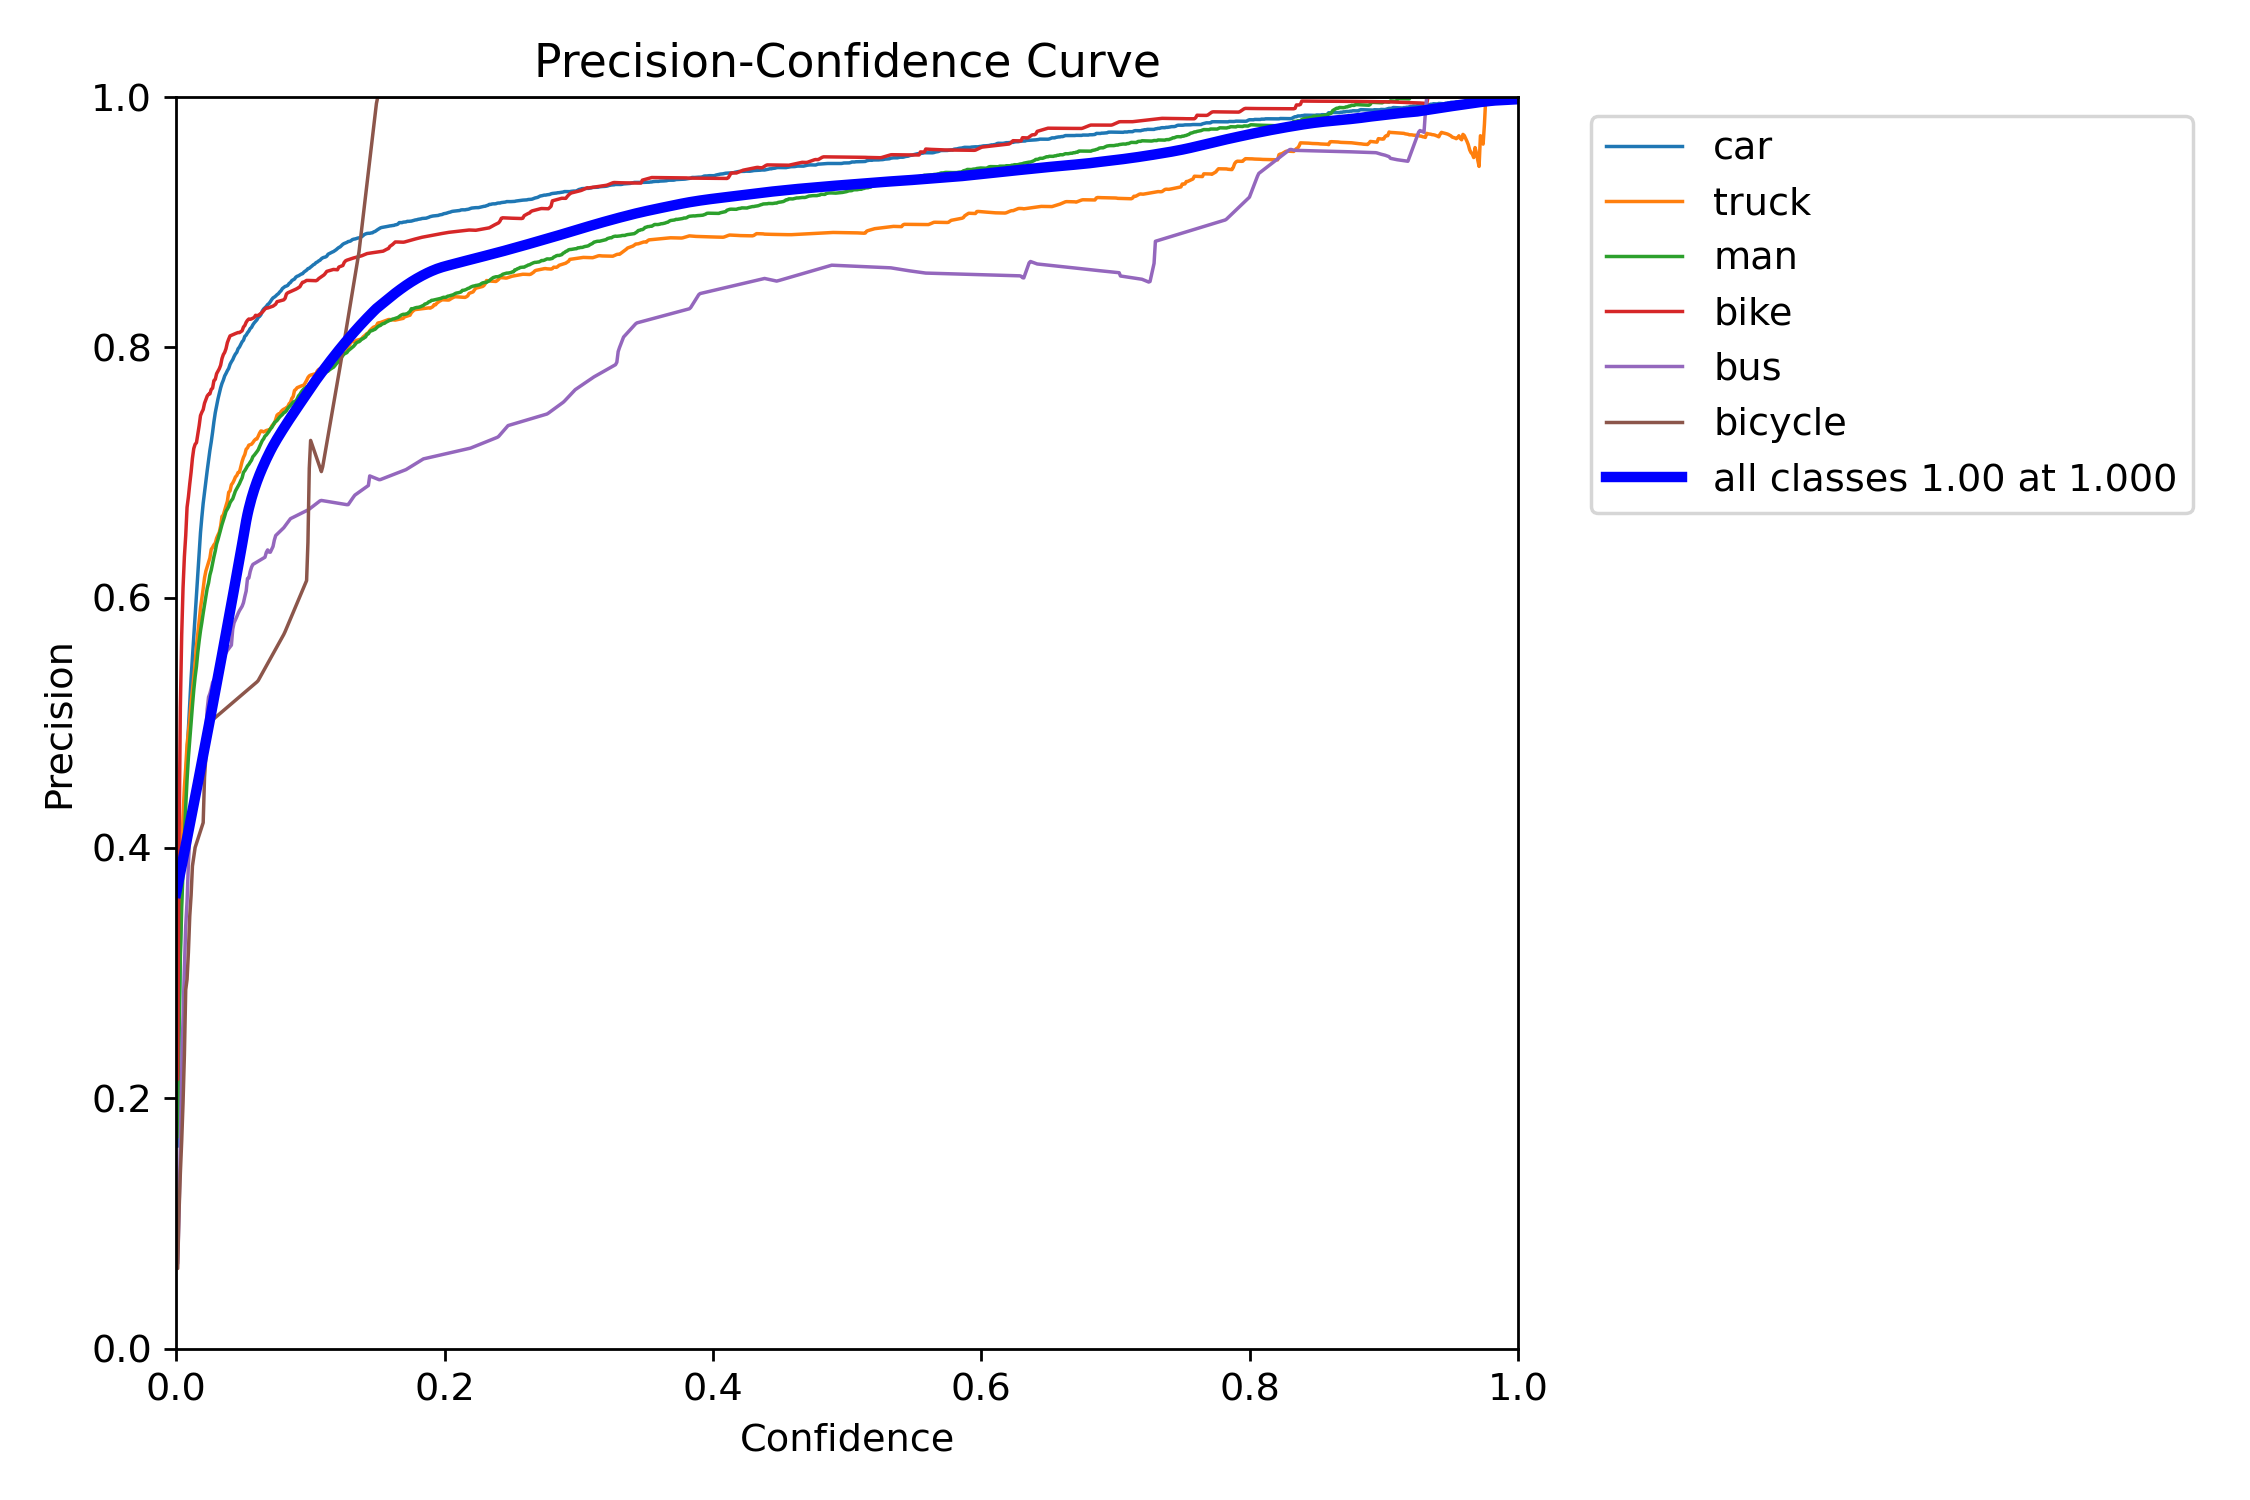 Precision-Confidence Curve
1.0
0.8
0.6
0.4
0.2
0.0
Precision
0.0 0.2 0.4 0.6 0.8 1.0
Confidence
car
truck
man
bike
bus
bicycle
all classes 1.00 at 1.000